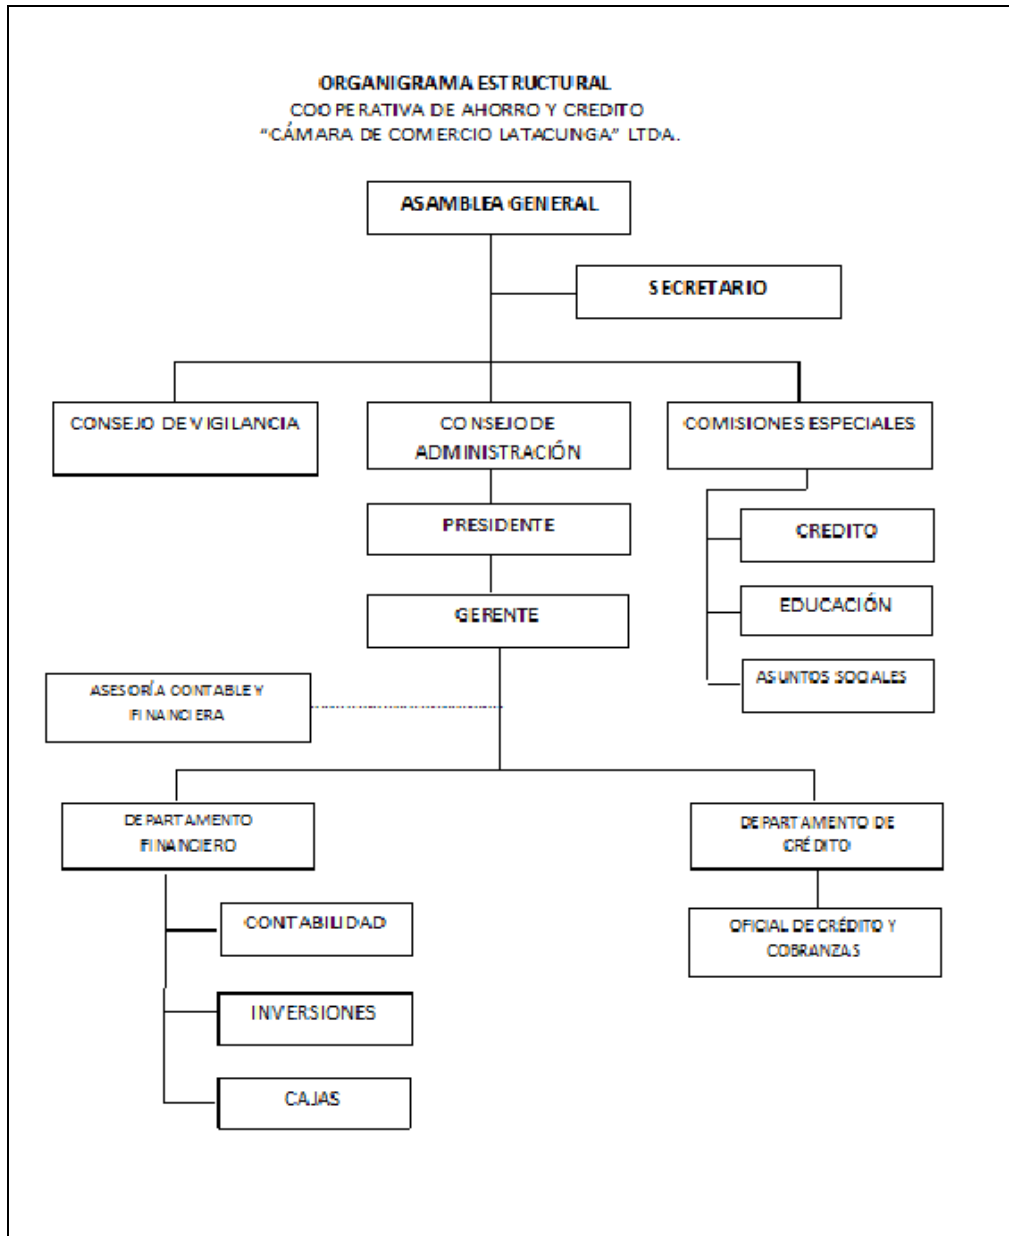 ORGANIGRAMA ESTRUCTURAL
COOPERATIVA DE AHORRO Y CREDITO
“CÁMARA DE COMERCIO LATACUNGA” LTDA.
ASAMBLEA GENERAL
SECRETARIO
CONSEJO DE VIGILANCIA
CONSEJO DE
ADMINISTRACIÓN
COMISIONES ESPECIALES
PRESIDENTE
CREDITO
EDUCACIÓN
GERENTE
ASUNTOS SOCIALES
ASESORÍA CONTABLE Y
FINANCIERA
DEPARTAMENTO
FINANCIERO
DEPARTAMENTO DE
CRÉDITO
CONTABILIDAD
OFICIAL DE CRÉDITO Y
COBRANZAS
INVERSIONES
CAJAS